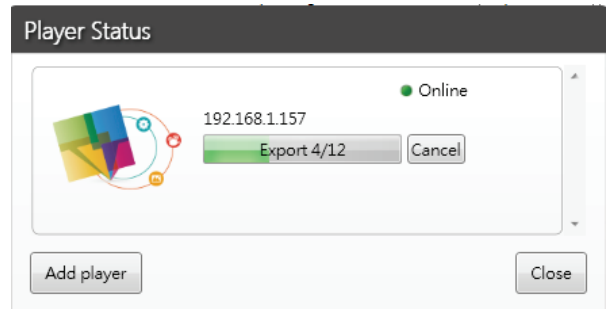 Player Status
Online
192.168.1.157
Export 4/12 Cancel
Add player Close